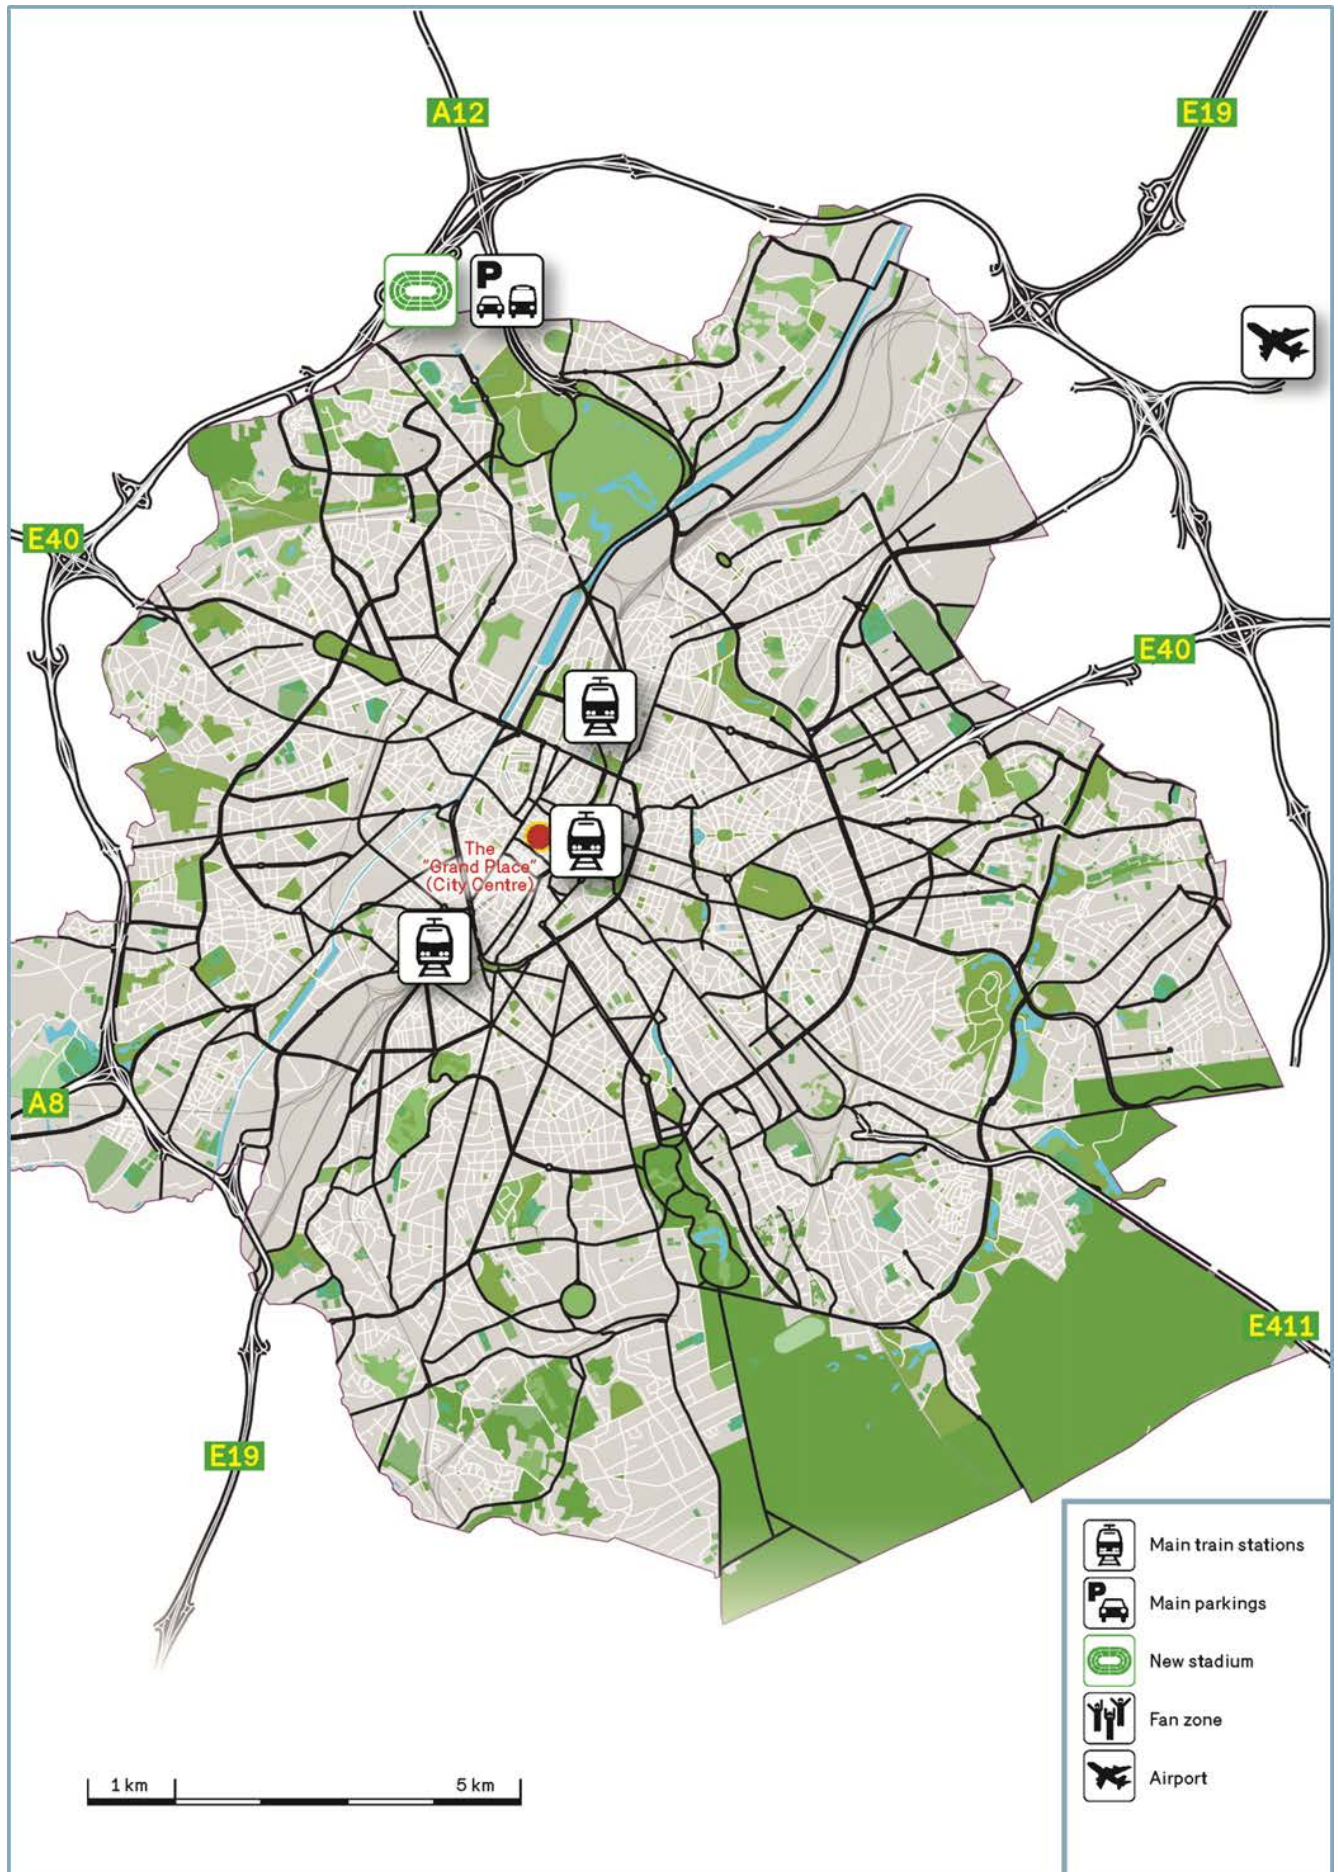 A12
E19
P
E40
E40
The
"Grand Place"
(City Centre)
A8
E411
E19
Main train stations
P
Main parkings
New stadium
Fan zone
Airport
1 km
5 km